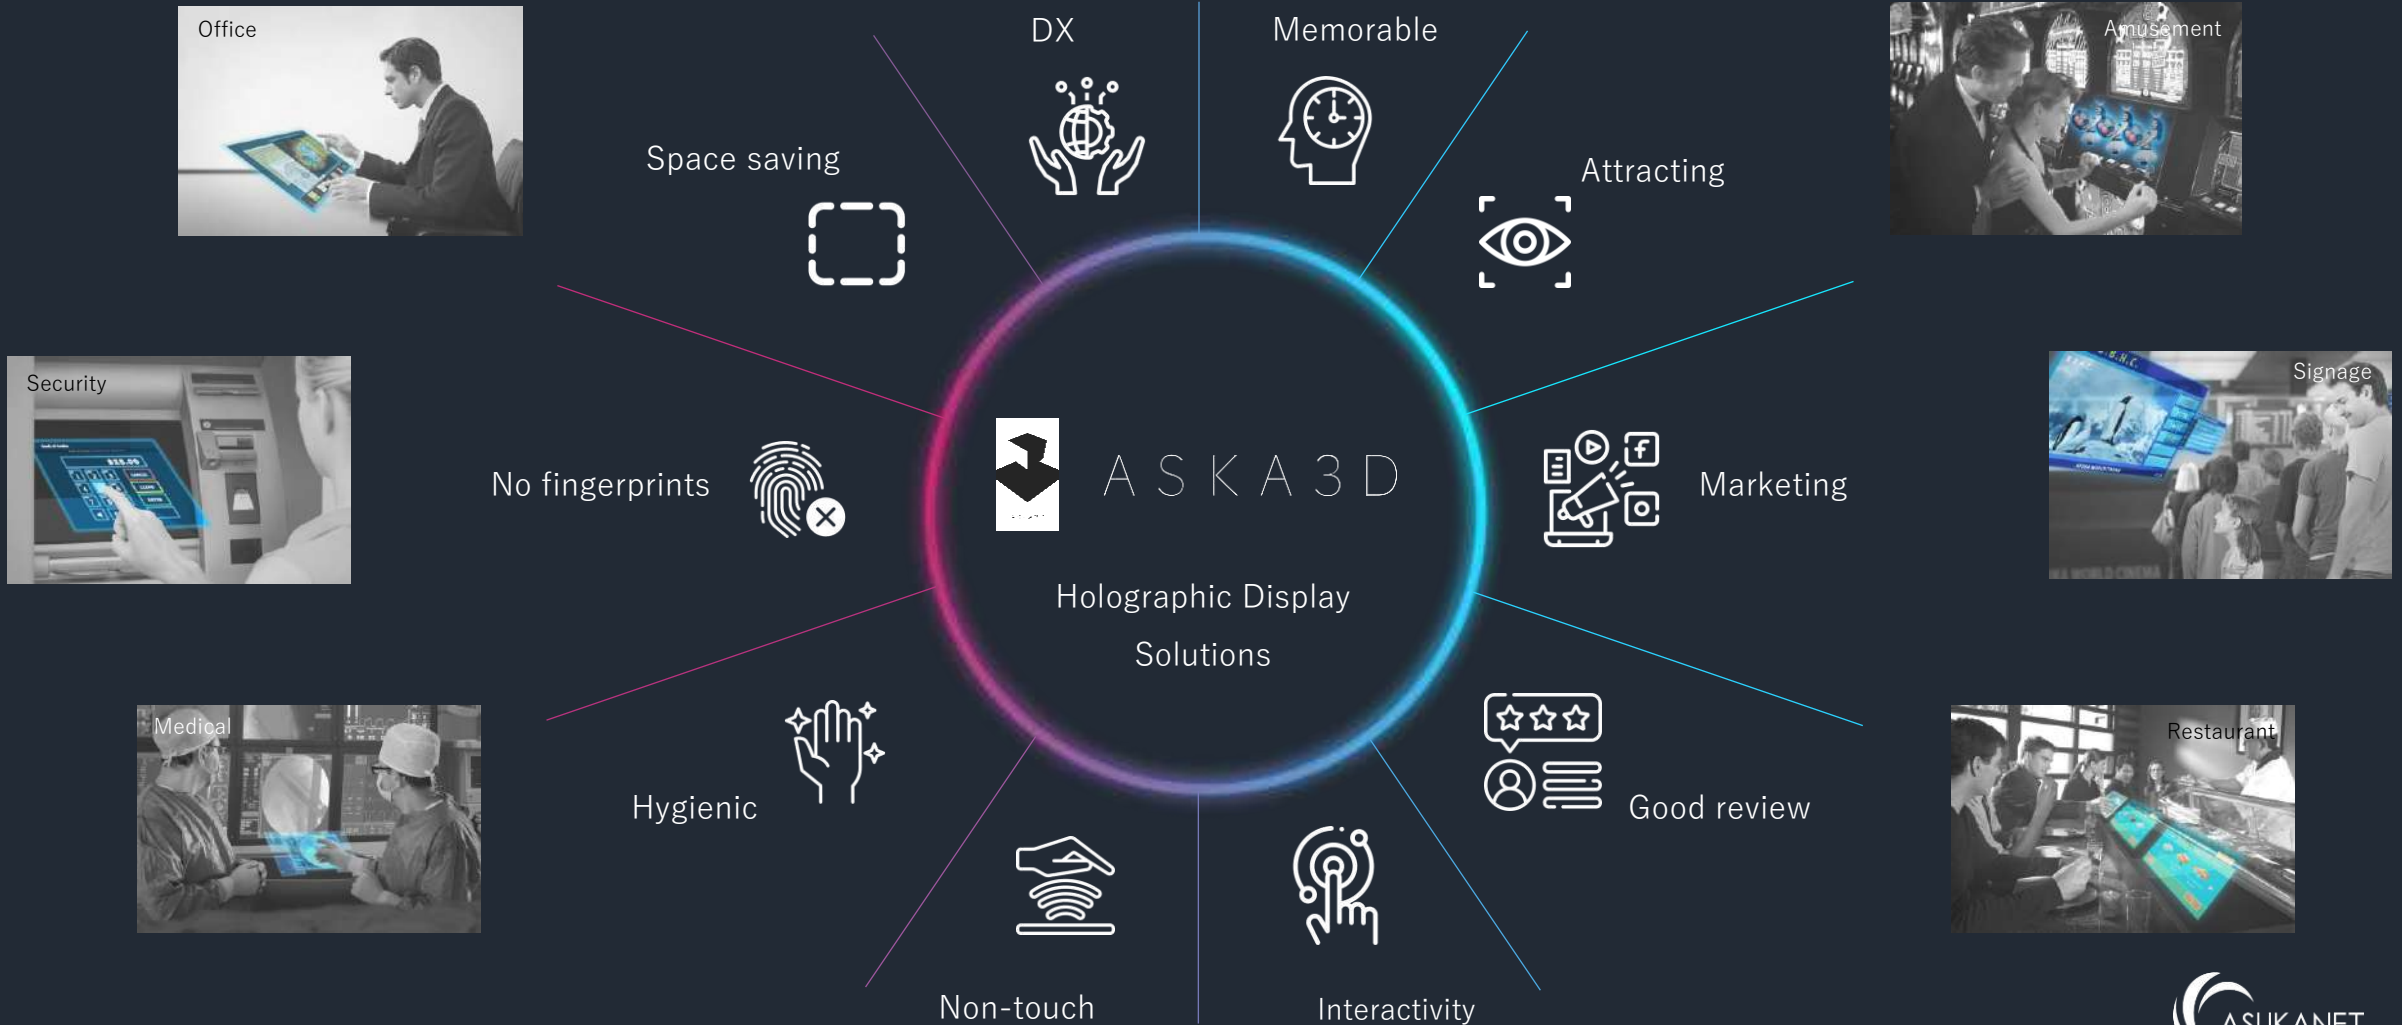 Office
DX
Memorable
Amusement
Space saving
Attracting
Security
Signage
No fingerprints
ASKA3D
Marketing
Holographic Display
Solutions
Medical
Restaurant
Hygienic
Good review
Non-touch
Interactivity
ASUKANET